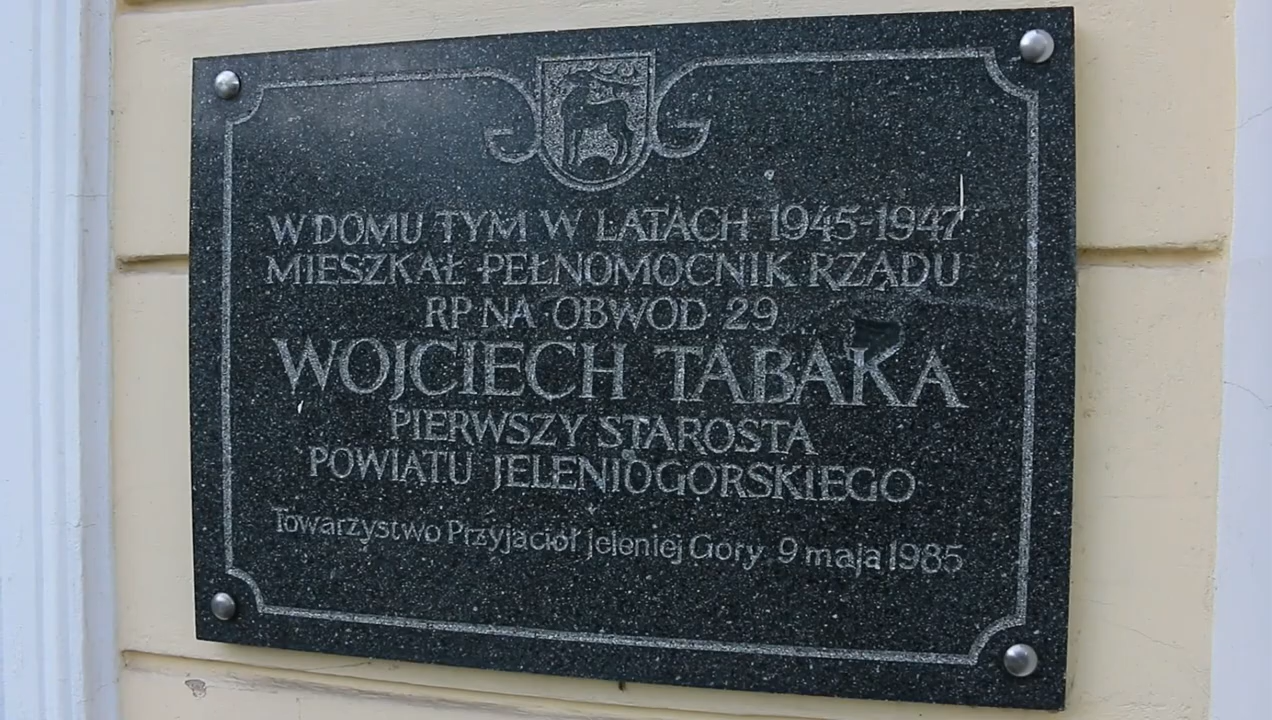 W DOMU TYM W LATACH 1945-1947
MIESZKAŁ PEŁNOMOCNIK RZĄDU
RP NA OBWÓD 29
WOJCIECH TABAKA
PIERWSZY STAROSTA
POWIATU JELENIOGÓRSKIEGO
Towarzystwo Przyjaciół Jeleniej Góry 9 maja 1985